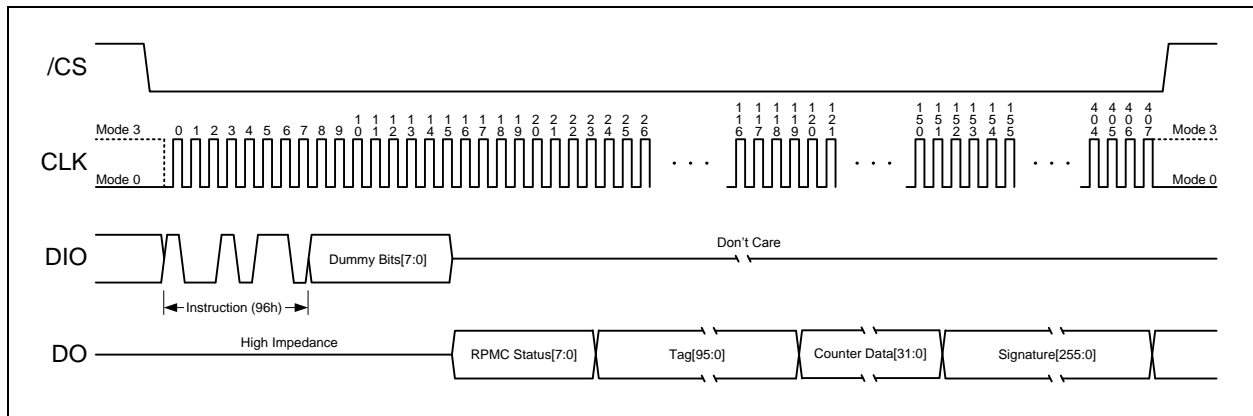 /CS
Mode 3
0 1 2 3 4 5 6 7 8 9 10 11 12 13 14 15 16 17 18 19 20 21 22 23 24 25 26 . . . 116 117 118 119 120 121 . . . 150 151 152 153 154 155 . . . 404 405 406 407
Mode 3
CLK
Mode 0
Mode 0
DIO
Dummy Bits[7:0]
Don't Care
Instruction (96h)
DO
High Impedance
RPMC Status[7:0]
Tag[95:0]
Counter Data[31:0]
Signature[255:0]